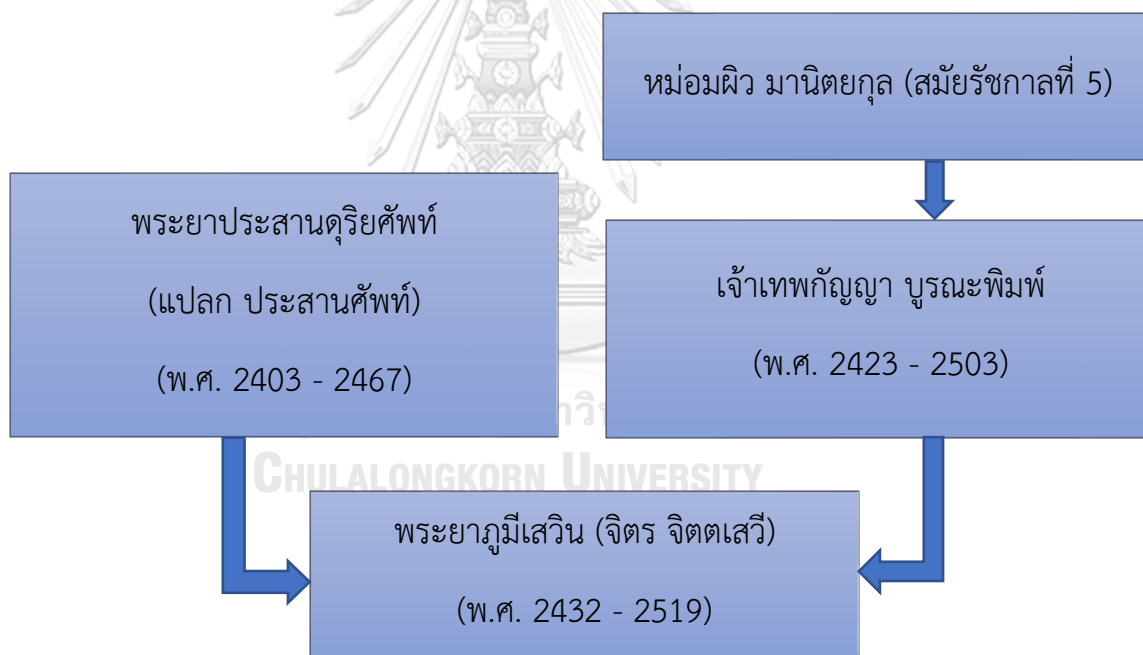 หม่อมผิว มานิตยกุล (สมัยรัชกาลที่ 5)
พระยาประสานดุริยศัพท์
(แปลก ประสานศัพท์)
(พ.ศ. 2403 - 2467)
เจ้าเทพกัญญา บูรณะพิมพ์
(พ.ศ. 2423 - 2503)
CHULALONGKORN UNIVERSITY
พระยาภูมีเสวิน (จิตร จิตตเสวี)
(พ.ศ. 2432 - 2519)